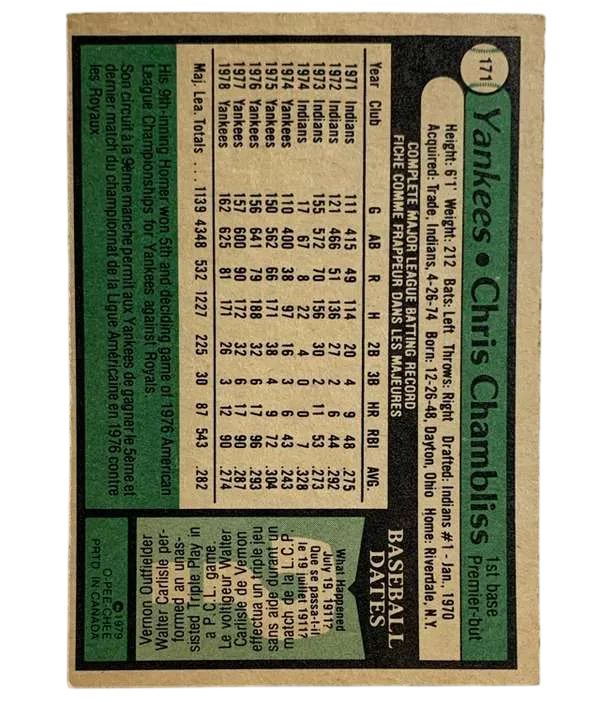 171
Yankees • Chris Chambliss
1st base
Premier-but
Height: 6'1" Weight: 212 Bats: Left Throws: Right Drafted: Indians #1-Jan., 1970
Acquired: Trade, Indians, 4-26-74 Born: 12-26-48, Dayton, Ohio Home: Riverdale, N.Y.
COMPLETE MAJOR LEAGUE BATTING RECORD
FICHE COMME FRAPPEUR DANS LES MAJEURES
Year Club G AB R H 2B 3B HR RBI AVG.
1971 Indians 111 415 49 114 20 4 9 48 .275
1972 Indians 121 466 51 136 27 2 6 44 .292
1973 Indians 155 572 70 156 30 2 11 53 .273
1974 Indians 17 67 8 22 4 0 0 7 .328
1974 Yankees 110 400 38 97 16 3 6 43 .243
1975 Yankees 150 562 66 171 38 4 9 72 .304
1976 Yankees 156 641 79 188 32 6 17 96 .293
1977 Yankees 157 600 90 172 32 6 17 90 .287
1978 Yankees 162 625 81 171 26 3 12 90 .274
Maj. Lea. Totals ... 1139 4348 532 1227 225 30 87 543 .282
His 9th-inning Homer won 5th and deciding game of 1976 American
League Championships for Yankees against Royals
Son circuit à la 9ème manche permit aux Yankees de gagner le 5ème et
dernier match du championnat de la Ligue Américaine en 1976 contre
les Royaux.
BASEBALL
DATES
What Happened
July 19, 1911?
Que se passa-t-il
le 19 juillet 1911?
Vernon Outfielder
Walter Carlisle per-
formed an unas-
sisted Triple Play in
a P.C.L. game.
Le voltigeur Walter
Carlisle de Vernon
effectua un triple jeu
sans aide durant un
match de la L.C.P.
©1979
O-PEE-CHEE
PRTD. IN CANADA